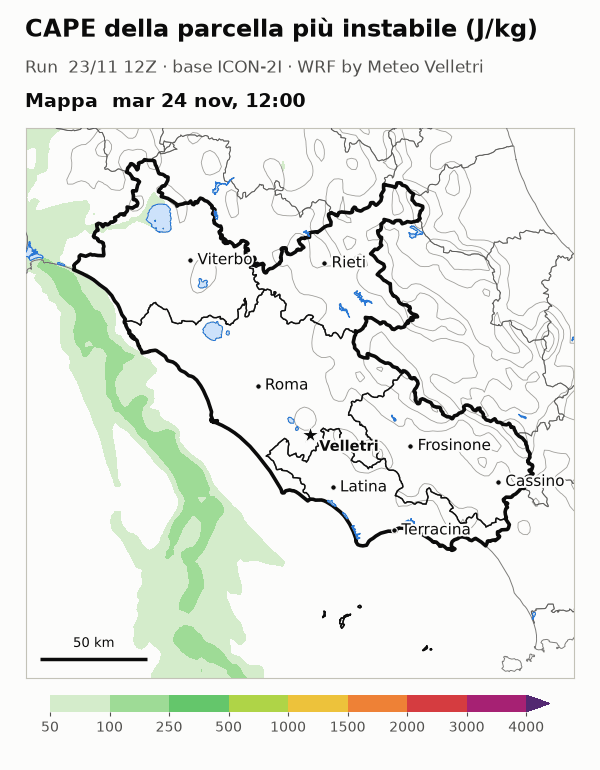 CAPE della parcella più instabile (J/kg)
Run 23/11 12Z · base ICON-2I · WRF by Meteo Velletri
Mappa mar 24 nov, 12:00
Viterbo
Rieti
Roma
Velletri
Frosinone
Cassino
Latina
Terracina
50 km
50 100 250 500 1000 1500 2000 3000 4000